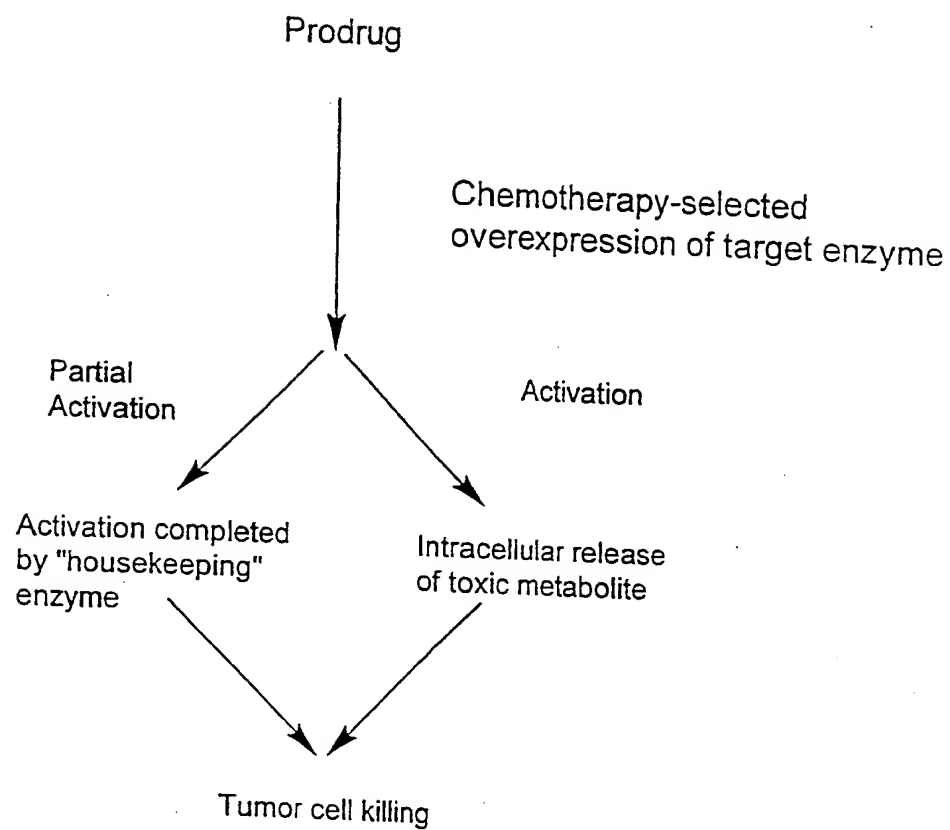 Prodrug
Chemotherapy-selected
overexpression of target enzyme
Partial
Activation
Activation
Activation completed
by "housekeeping"
enzyme
Intracellular release
of toxic metabolite
Tumor cell killing